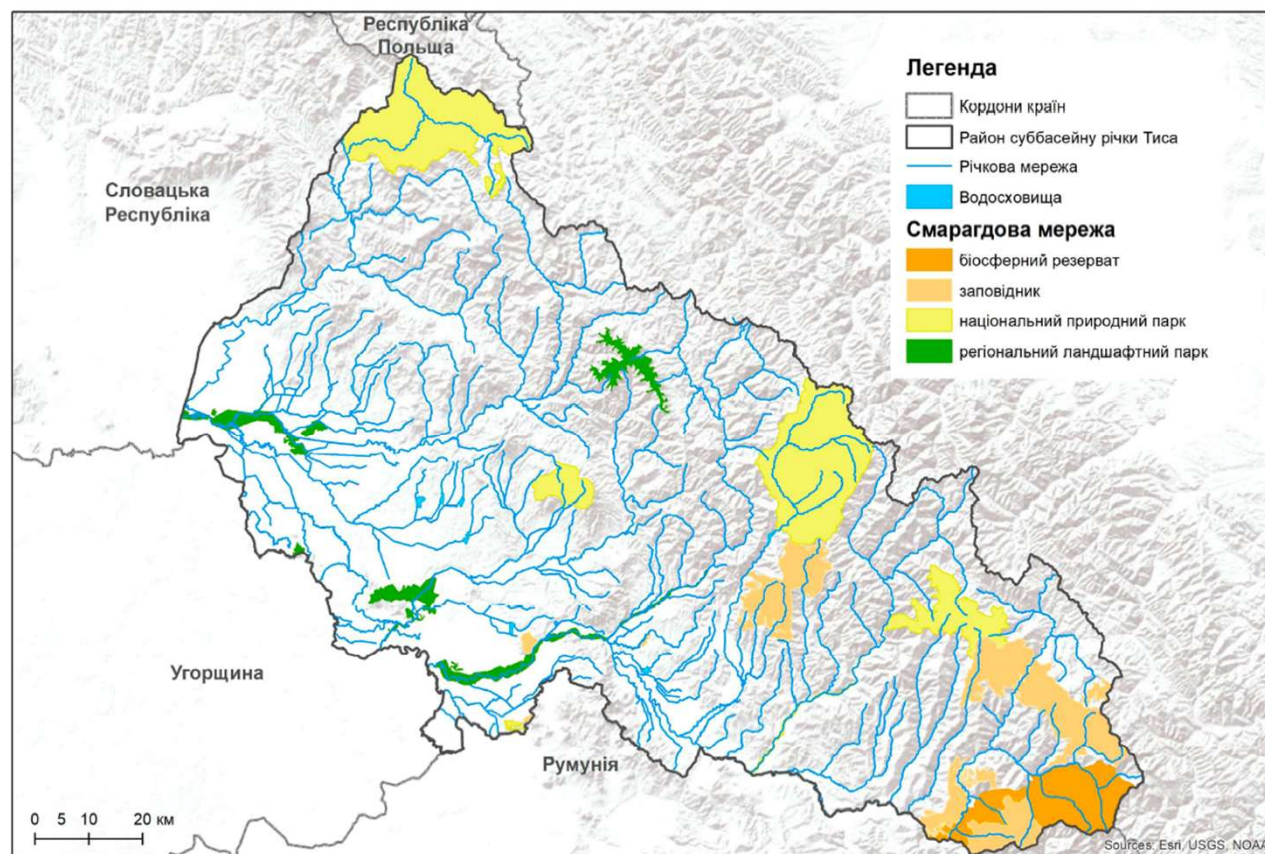 Республіка
Польща
Словацька
Республіка
Угорщина
Румунія
Легенда
Кордони країн
Район суббасейну річки Тиса
Річкова мережа
Водосховища
Смарагдова мережа
біосферний резерват
заповідник
національний природний парк
регіональний ландшафтний парк
0 5 10 20 км
Sources: Esri, USGS, NOAA